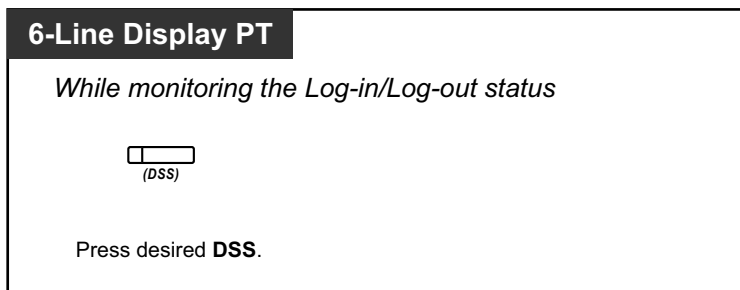 6-Line Display PT
While monitoring the Log-in/Log-out status
(DSS)
Press desired DSS.